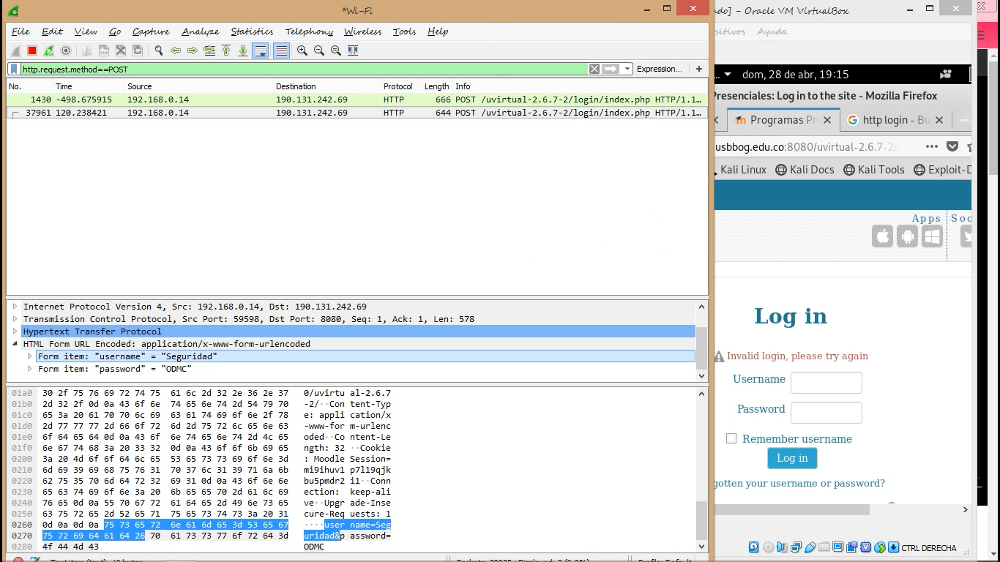 *Wi-Fi
File Edit View Go Capture Analyze Statistics Telephony Wireless Tools Help
http.request.method==POST
Expression... +
No. Time Source Destination Protocol Length Info
1430 -498.675915 192.168.0.14 190.131.242.69 HTTP 666 POST /uvirtual-2.6.7-2/login/index.php HTTP/1.1...
37961 120.238421 192.168.0.14 190.131.242.69 HTTP 644 POST /uvirtual-2.6.7-2/login/index.php HTTP/1.1...
Internet Protocol Version 4, Src: 192.168.0.14, Dst: 190.131.242.69
Transmission Control Protocol, Src Port: 59598, Dst Port: 8080, Seq: 1, Ack: 1, Len: 578
Hypertext Transfer Protocol
HTML Form URL Encoded: application/x-www-form-urlencoded
Form item: "username" = "Seguridad"
Form item: "password" = "ODMC"
01a0 30 2f 75 76 69 72 74 75 61 6c 2d 32 2e 36 2e 37 0/uvirtu al-2.6.7
01b0 2d 32 2f 0d 0a 43 6f 6e 74 65 6e 74 2d 54 79 70 -2/··Con tent-Typ
01c0 65 3a 20 61 70 70 6c 69 63 61 74 69 6f 6e 2f 78 e: appli cation/x
01d0 2d 77 77 77 2d 66 6f 72 6d 2d 75 72 6c 65 6e 63 -www-for m-urlenc
01e0 6f 64 65 64 0d 0a 43 6f 6e 74 65 6e 74 2d 4c 65 oded··Co ntent-Le
01f0 6e 67 74 68 3a 20 33 32 0d 0a 43 6f 6f 6b 69 65 ngth: 32 ··Cookie
0200 3a 20 4d 6f 6f 64 6c 65 53 65 73 73 69 6f 6e 3d : Moodle Session=
0210 6d 69 39 69 68 75 76 31 70 37 6c 31 39 71 6a 6b mi9ihuv1 p7l19qjk
0220 62 75 35 70 6d 64 72 32 69 31 0d 0a 43 6f 6e 6e bu5pmdr2 i1··Conn
0230 65 63 74 69 6f 6e 3a 20 6b 65 65 70 2d 61 6c 69 ection: keep-ali
0240 76 65 0d 0a 55 70 67 72 61 64 65 2d 49 6e 73 65 ve··Upgr ade-Inse
0250 63 75 72 65 2d 52 65 71 75 65 73 74 73 3a 20 31 cure-Req uests: 1
0260 0d 0a 0d 0a 75 73 65 72 6e 61 6d 65 3d 53 65 67 ····user name=Seg
0270 75 72 69 64 61 64 26 70 61 73 73 77 6f 72 64 3d uridad&p assword=
0280 4f 44 4d 43 ODMC
ndo] - Oracle VM VirtualBox
sitivos Ayuda
dom, 28 de abr, 19:15
Presenciales: Log in to the site - Mozilla Firefox
Programas Pr
http login - Bu
usbbog.edu.co:8080/uvirtual-2.6.7-2/
Kali Linux Kali Docs Kali Tools Exploit-D
Apps Soc
Log in
Invalid login, please try again
Username
Password
Remember username
Log in
gotten your username or password?
CTRL DERECHA